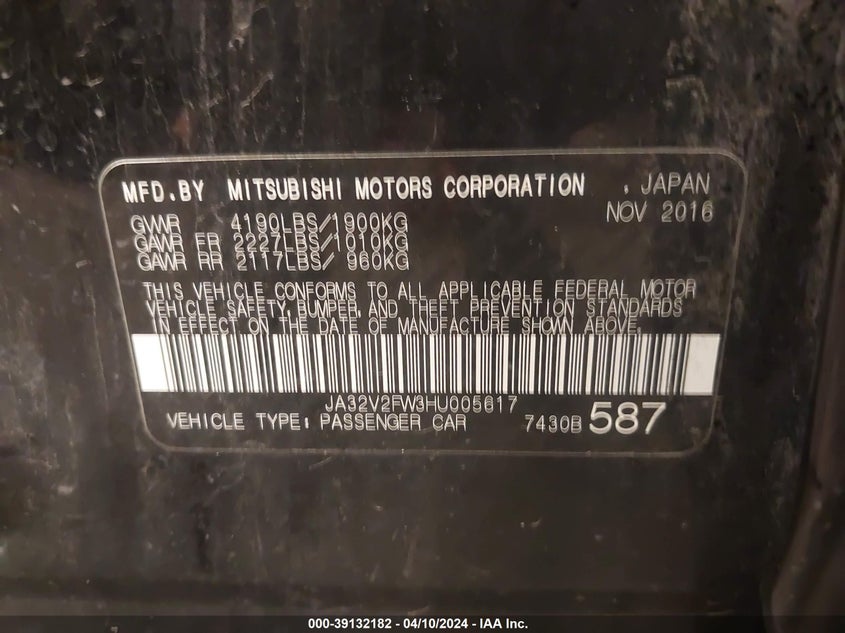 MFD.BY MITSUBISHI MOTORS CORPORATION , JAPAN
NOV 2016
GVWR 4190LBS/1900KG
GAWR FR 2227LBS/1010KG
GAWR RR 2117LBS/ 960KG
THIS VEHICLE CONFORMS TO ALL APPLICABLE FEDERAL MOTOR
VEHICLE SAFETY, BUMPER, AND THEFT PREVENTION STANDARDS
IN EFFECT ON THE DATE OF MANUFACTURE SHOWN ABOVE.
JA32V2FW3HU005617
VEHICLE TYPE: PASSENGER CAR 7430B 587
000-39132182 - 04/10/2024 - IAA Inc.